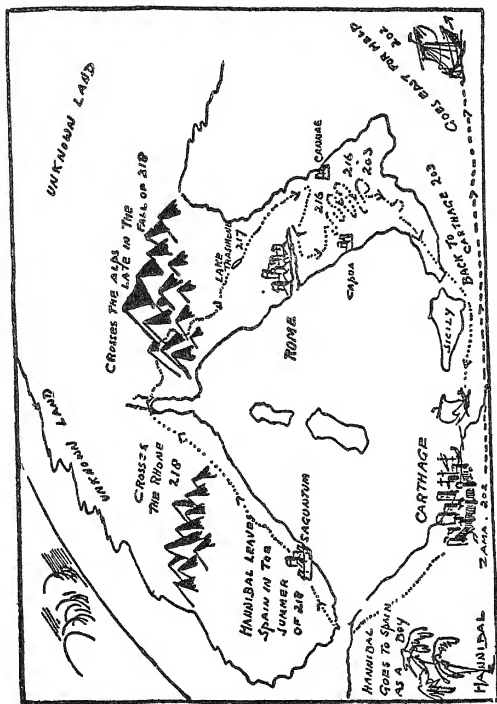 UNKNOWN LAND
UNKNOWN LAND
CROSSES THE ALPS
LATE IN THE
FALL OF 218
CROSSES
THE RHONE
218
LAKE
TRASIMENE
217
CANNAE
216
216
203
CAPUA
ROME
HANNIBAL LEAVES
SPAIN IN THE
SUMMER
OF 218
SAGUNTUM
GOES EAST FOR HELP
202
BACK TO
CARTHAGE 203
SICILY
CARTHAGE
ZAMA. 202
HANNIBAL
GOES TO SPAIN
AS A BOY
HANNIBAL